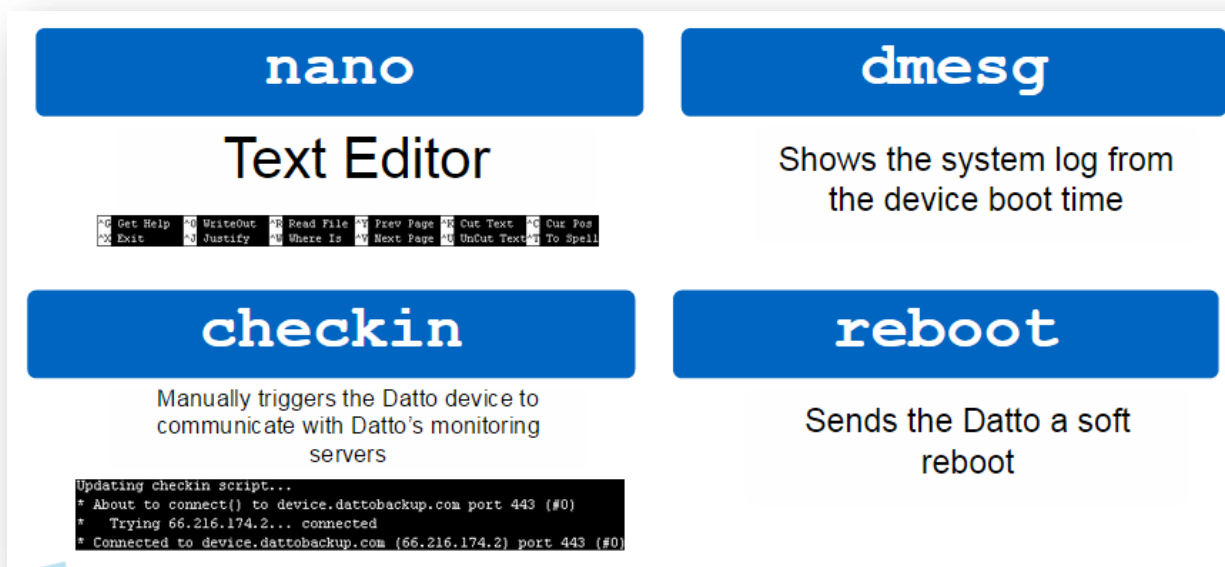 nano
Text Editor
^G Get Help ^O WriteOut ^R Read File ^Y Prev Page ^K Cut Text ^C Cur Pos
^X Exit ^J Justify ^W Where Is ^V Next Page ^U UnCut Text ^T To Spell
dmesg
Shows the system log from
the device boot time
checkin
Manually triggers the Datto device to
communicate with Datto's monitoring
servers
Updating checkin script...
* About to connect() to device.dattobackup.com port 443 (#0)
* Trying 66.216.174.2... connected
* Connected to device.dattobackup.com (66.216.174.2) port 443 (#0)
reboot
Sends the Datto a soft
reboot